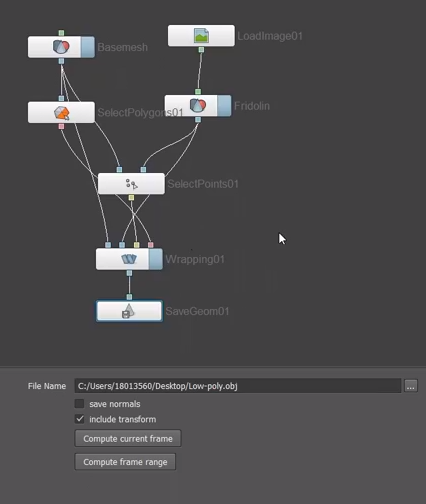 Basemesh
LoadImage01
SelectPolygons01
Fridolin
SelectPoints01
Wrapping01
SaveGeom01
File Name C:/Users/18013560/Desktop/Low-poly.obj ...
save normals
include transform
Compute current frame
Compute frame range